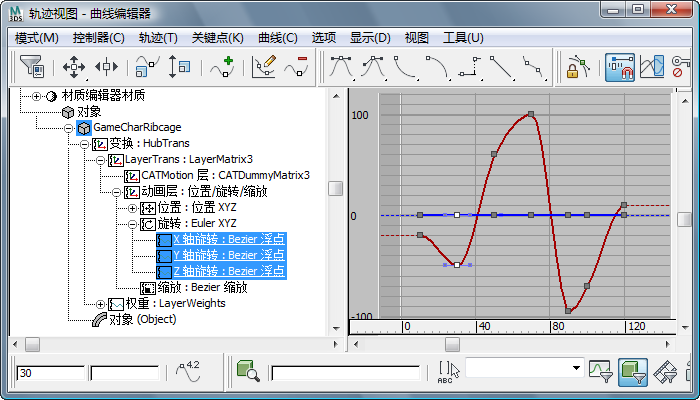 M
3DS
轨迹视图 - 曲线编辑器
模式(M) 控制器(C) 轨迹(T) 关键点(K) 曲线(C) 选项 显示(D) 视图 工具(U)
材质编辑器材质
对象
GameCharRibcage
变换 : HubTrans
LayerTrans : LayerMatrix3
CATMotion 层 : CATDummyMatrix3
动画层 : 位置/旋转/缩放
位置 : 位置 XYZ
旋转 : Euler XYZ
X 轴旋转 : Bezier 浮点
Y 轴旋转 : Bezier 浮点
Z 轴旋转 : Bezier 浮点
缩放 : Bezier 缩放
权重 : LayerWeights
对象 (Object)
100
0
-100
0 40 80 120
30
4.2
ABC